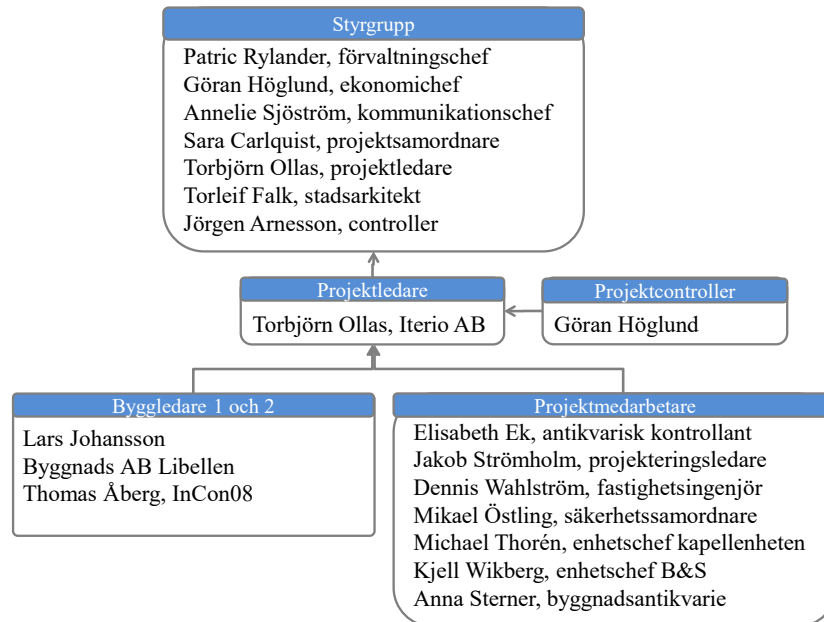 Styrgrupp
Patric Rylander, förvaltningschef
Göran Höglund, ekonomichef
Annelie Sjöström, kommunikationschef
Sara Carlquist, projektsamordnare
Torbjörn Ollas, projektledare
Torleif Falk, stadsarkitekt
Jörgen Arnesson, controller
Projektledare
Torbjörn Ollas, Iterio AB
Projektcontroller
Göran Höglund
Byggledare 1 och 2
Lars Johansson
Byggnads AB Libellen
Thomas Åberg, InCon08
Projektmedarbetare
Elisabeth Ek, antikvarisk kontrollant
Jakob Strömholm, projekteringsledare
Dennis Wahlström, fastighetsingenjör
Mikael Östling, säkerhetssamordnare
Michael Thorén, enhetschef kapellenheten
Kjell Wikberg, enhetschef B&S
Anna Sterner, byggnadsantikvarie